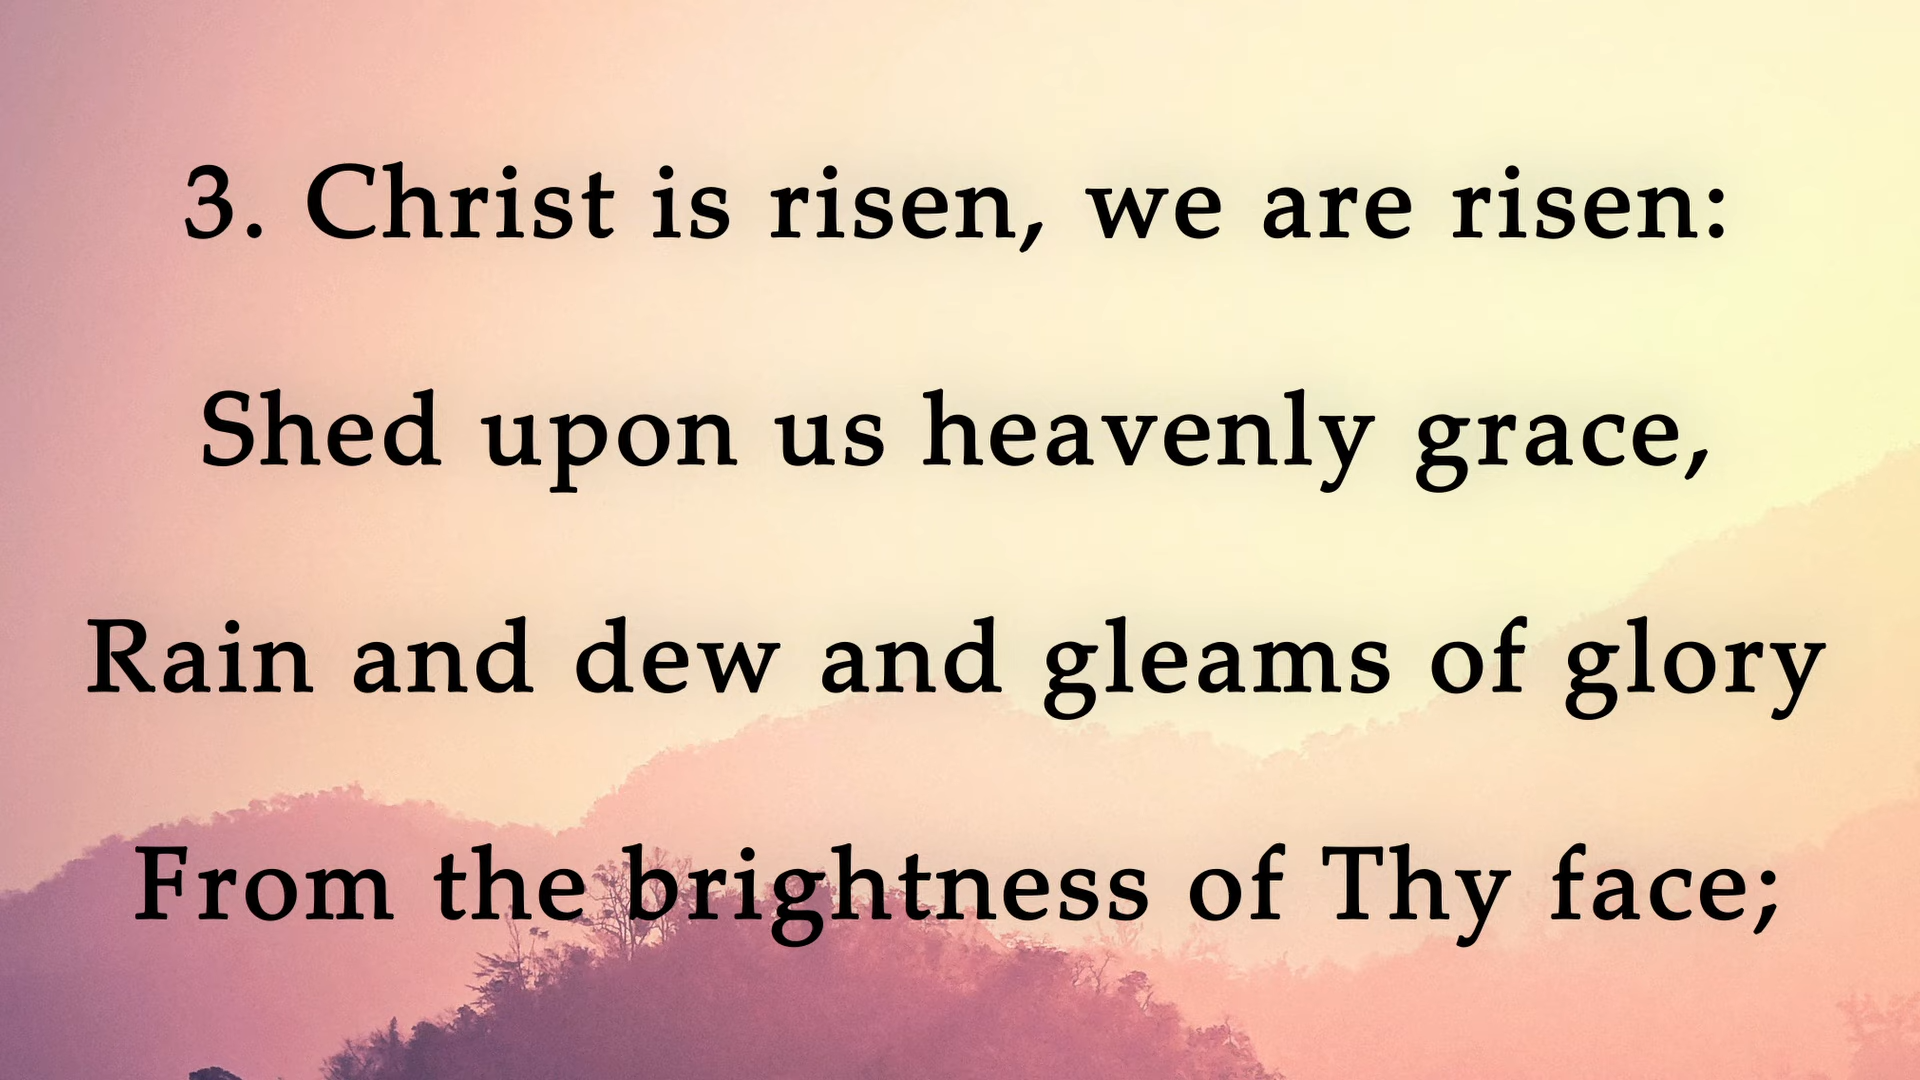 3. Christ is risen, we are risen:
Shed upon us heavenly grace,
Rain and dew and gleams of glory
From the brightness of Thy face;